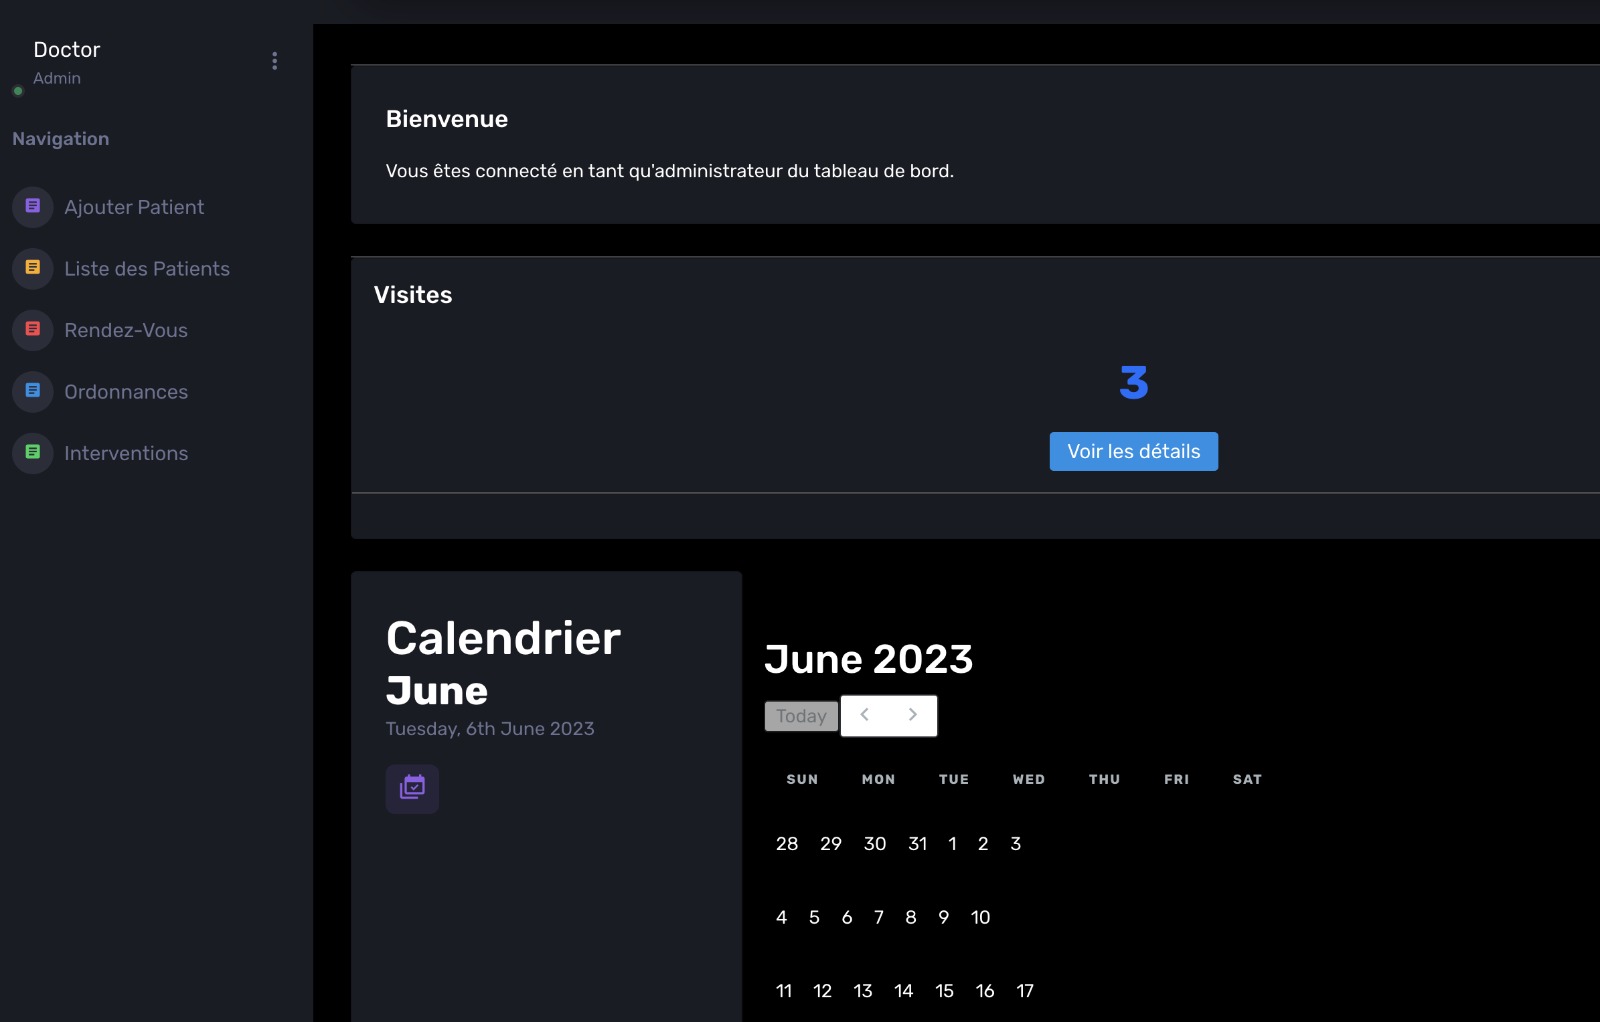 Doctor
Admin
Navigation
Ajouter Patient
Liste des Patients
Rendez-Vous
Ordonnances
Interventions
Bienvenue
Vous êtes connecté en tant qu'administrateur du tableau de bord.
Visites
3
Voir les détails
Calendrier
June
Tuesday, 6th June 2023
June 2023
Today
SUN MON TUE WED THU FRI SAT
28 29 30 31 1 2 3
4 5 6 7 8 9 10
11 12 13 14 15 16 17